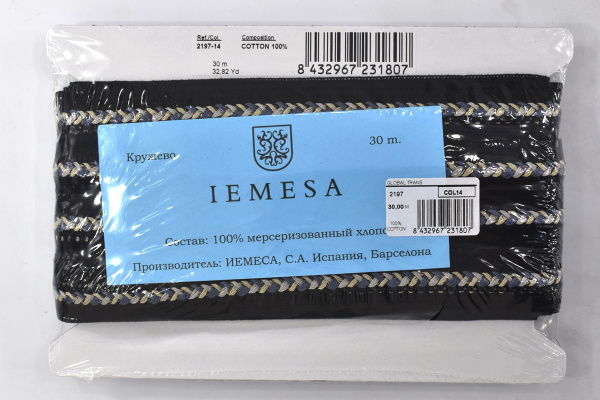 Ref./Col. Composition
2197-14 COTTON 100%
30 m
32.82 Yd
8 432967 231807
Кружево
30 m.
IEMESA
GLOBAL TRANS
2197 COL14
30,00 M
100%
COTTON
8 432967 231807
Состав: 100% мерсеризованный хлопо
Производитель: ИЕМЕСА, С.А. Испания, Барселона